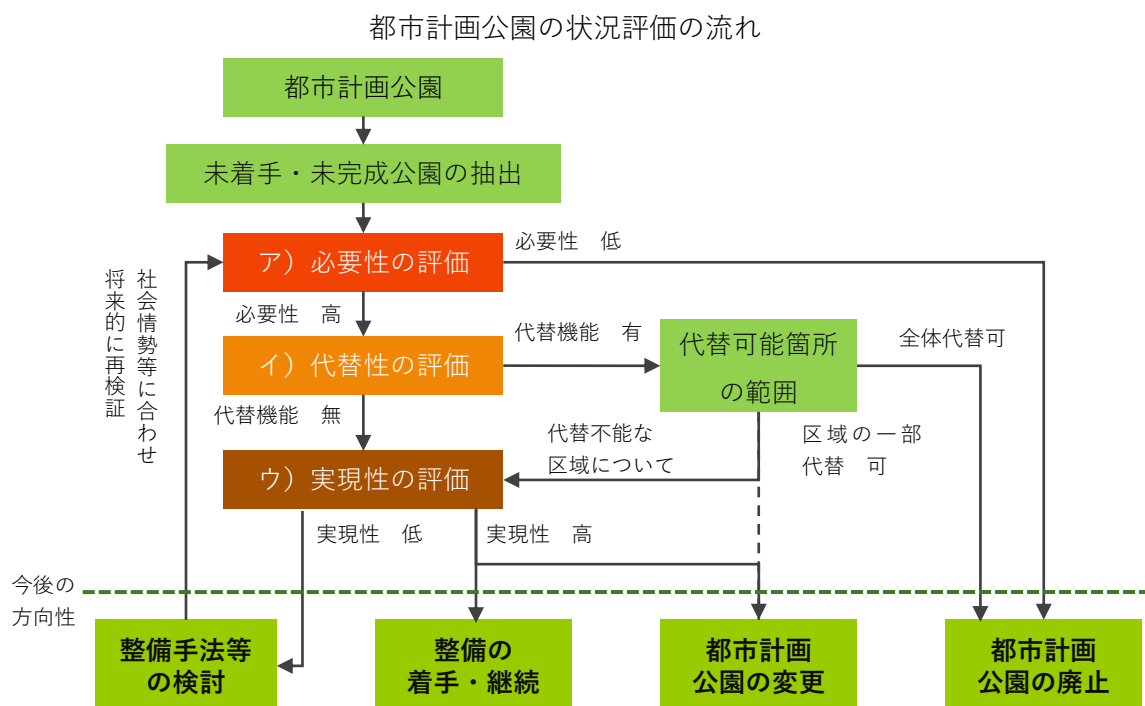 都市計画公園の状況評価の流れ
都市計画公園
未着手・未完成公園の抽出
ア）必要性の評価
必要性　低
社会情勢等に合わせ
将来的に再検証
必要性　高
イ）代替性の評価
代替機能　有
代替可能箇所
の範囲
全体代替可
代替機能　無
代替不能な
区域について
区域の一部
代替　可
ウ）実現性の評価
実現性　低
実現性　高
今後の
方向性
整備手法等
の検討
整備の
着手・継続
都市計画
公園の変更
都市計画
公園の廃止